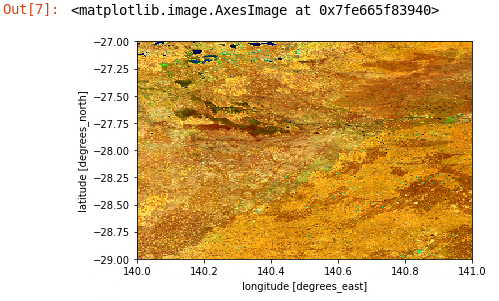 Out[7]: <matplotlib.image.AxesImage at 0x7fe665f83940>
−27.00
−27.25
−27.50
−27.75
−28.00
−28.25
−28.50
−28.75
−29.00
latitude [degrees_north]
140.0 140.2 140.4 140.6 140.8 141.0
longitude [degrees_east]